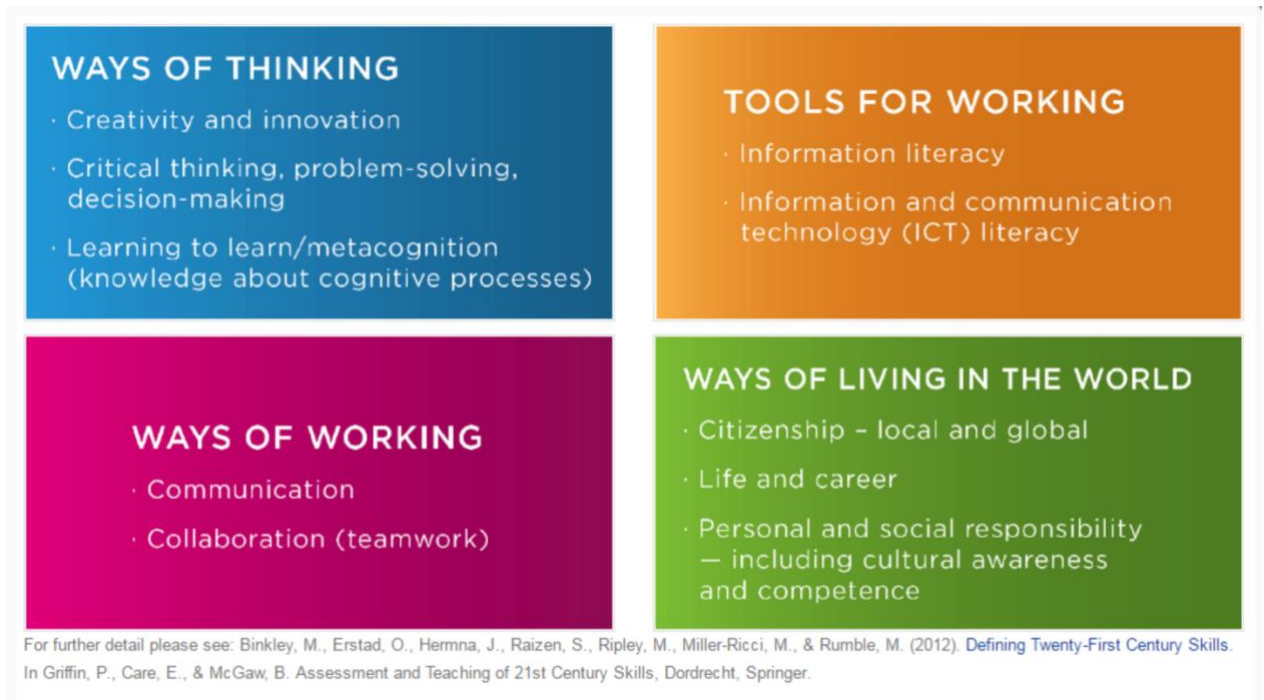 WAYS OF THINKING
· Creativity and innovation
· Critical thinking, problem-solving,
decision-making
· Learning to learn/metacognition
(knowledge about cognitive processes)
TOOLS FOR WORKING
· Information literacy
· Information and communication
technology (ICT) literacy
WAYS OF WORKING
· Communication
· Collaboration (teamwork)
WAYS OF LIVING IN THE WORLD
· Citizenship – local and global
· Life and career
· Personal and social responsibility
— including cultural awareness
and competence
For further detail please see: Binkley, M., Erstad, O., Hermna, J., Raizen, S., Ripley, M., Miller-Ricci, M., & Rumble, M. (2012). Defining Twenty-First Century Skills.
In Griffin, P., Care, E., & McGaw, B. Assessment and Teaching of 21st Century Skills, Dordrecht, Springer.